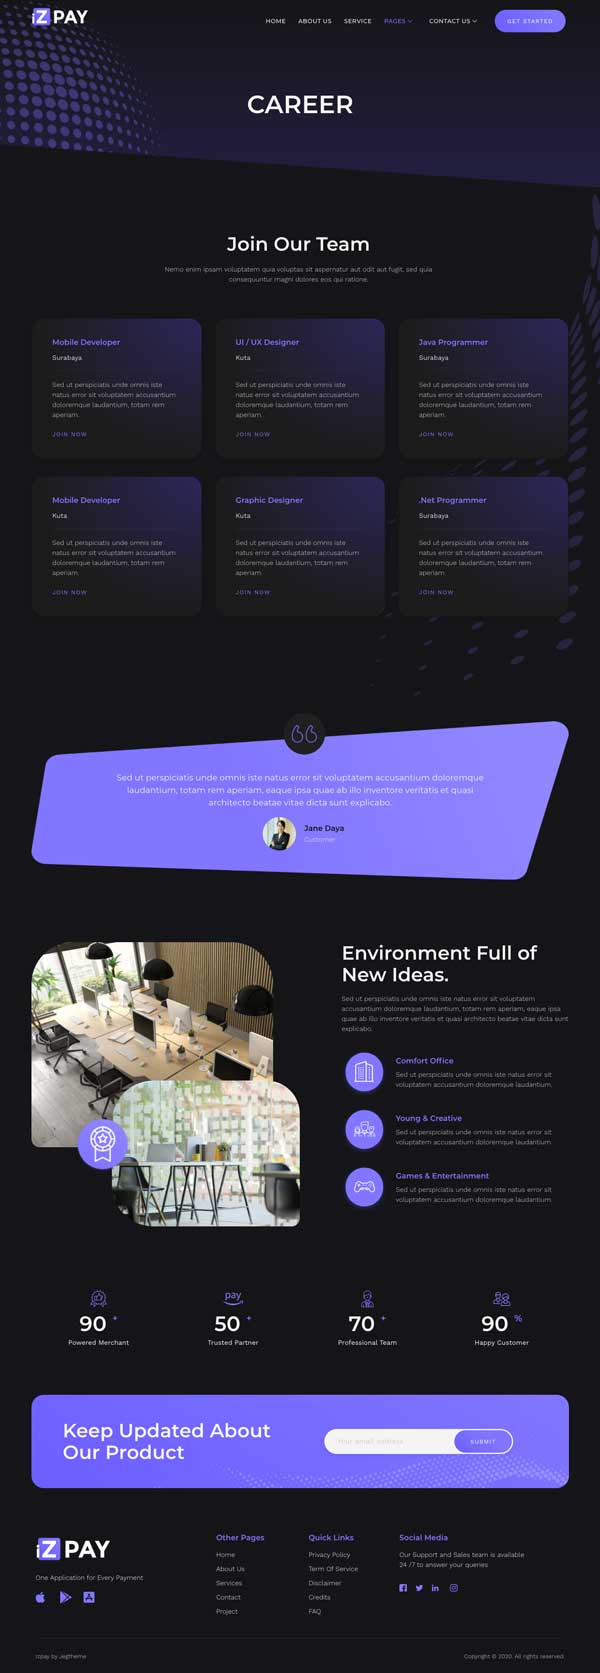 iZ PAY
HOME ABOUT US SERVICE PAGES CONTACT US GET STARTED
CAREER
Join Our Team
Nemo enim ipsam voluptatem quia voluptas sit aspernatur aut odit aut fugit, sed quia
consequuntur magni dolores eos qui ratione.
Mobile Developer
Surabaya
Sed ut perspiciatis unde omnis iste
natus error sit voluptatem accusantium
doloremque laudantium, totam rem
aperiam.
JOIN NOW
UI / UX Designer
Kuta
Sed ut perspiciatis unde omnis iste
natus error sit voluptatem accusantium
doloremque laudantium, totam rem
aperiam.
JOIN NOW
Java Programmer
Surabaya
Sed ut perspiciatis unde omnis iste
natus error sit voluptatem accusantium
doloremque laudantium, totam rem
aperiam.
JOIN NOW
Mobile Developer
Kuta
Sed ut perspiciatis unde omnis iste
natus error sit voluptatem accusantium
doloremque laudantium, totam rem
aperiam.
JOIN NOW
Graphic Designer
Kuta
Sed ut perspiciatis unde omnis iste
natus error sit voluptatem accusantium
doloremque laudantium, totam rem
aperiam.
JOIN NOW
.Net Programmer
Surabaya
Sed ut perspiciatis unde omnis iste
natus error sit voluptatem accusantium
doloremque laudantium, totam rem
aperiam.
JOIN NOW
Sed ut perspiciatis unde omnis iste natus error sit voluptatem accusantium doloremque
laudantium, totam rem aperiam, eaque ipsa quae ab illo inventore veritatis et quasi
architecto beatae vitae dicta sunt explicabo.
Jane Daya
Customer
Environment Full of
New Ideas.
Sed ut perspiciatis unde omnis iste natus error sit voluptatem
accusantium doloremque laudantium, totam rem aperiam, eaque ipsa
quae ab illo inventore veritatis et quasi architecto beatae vitae dicta sunt
explicabo.
Comfort Office
Sed ut perspiciatis unde omnis iste natus error sit
voluptatem accusantium doloremque laudantium.
Young & Creative
Sed ut perspiciatis unde omnis iste natus error sit
voluptatem accusantium doloremque laudantium.
Games & Entertainment
Sed ut perspiciatis unde omnis iste natus error sit
voluptatem accusantium doloremque laudantium.
90 +
Powered Merchant
pay
50 +
Trusted Partner
70 +
Professional Team
90 %
Happy Customer
Keep Updated About
Our Product
Your email address
SUBMIT
iZ PAY
One Application for Every Payment
Other Pages
Home
About Us
Services
Contact
Project
Quick Links
Privacy Policy
Term Of Service
Disclaimer
Credits
FAQ
Social Media
Our Support and Sales team is available
24 /7 to answer your queries
izpay by Jegtheme
Copyright © 2020. All rights reserved.